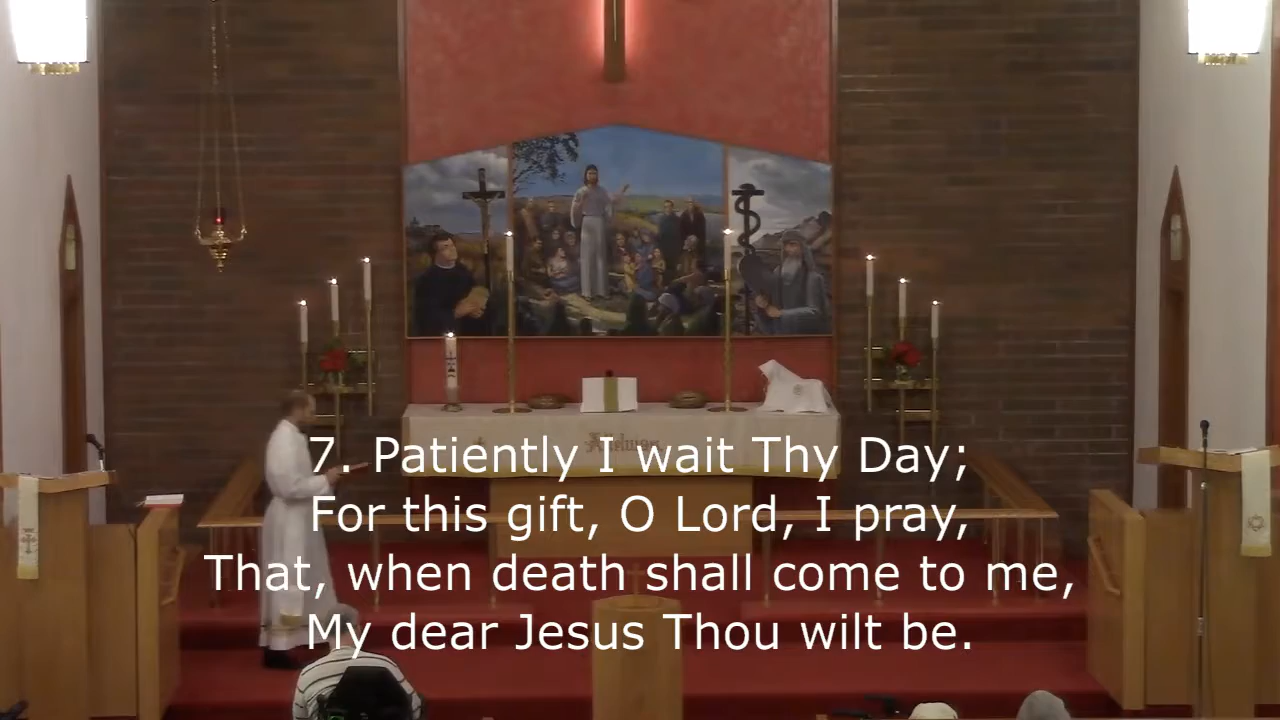 7. Patiently I wait Thy Day;
For this gift, O Lord, I pray,
That, when death shall come to me,
My dear Jesus Thou wilt be.